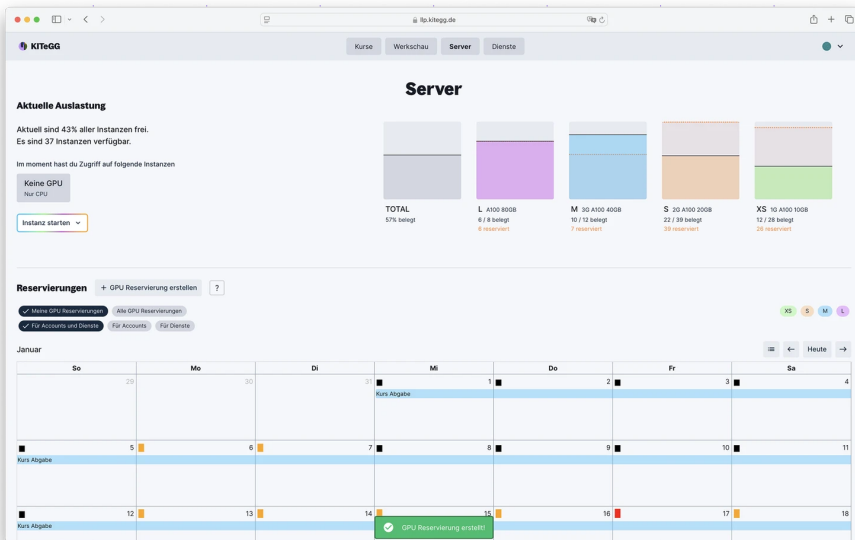 llp.kitegg.de
KITeGG
Kurse Werkschau Server Dienste
Server
Aktuelle Auslastung
Aktuell sind 43% aller Instanzen frei.
Es sind 37 Instanzen verfügbar.
Im moment hast du Zugriff auf folgende Instanzen
Keine GPU
Nur CPU
Instanz starten
TOTAL
57% belegt
L A100 80GB
6 / 8 belegt
6 reserviert
M 3G A100 40GB
10 / 12 belegt
7 reserviert
S 2G A100 20GB
22 / 39 belegt
39 reserviert
XS 1G A100 10GB
12 / 28 belegt
28 reserviert
Reservierungen + GPU Reservierung erstellen ?
Meine GPU Reservierungen Alle GPU Reservierungen
Für Accounts und Dienste Für Accounts Für Dienste
XS S M L
Januar
Heute
So Mo Di Mi Do Fr Sa
29 30 31 1 2 3 4
Kurs Abgabe
5 6 7 8 9 10 11
Kurs Abgabe
12 13 14 15 16 17 18
Kurs Abgabe
GPU Reservierung erstellt!